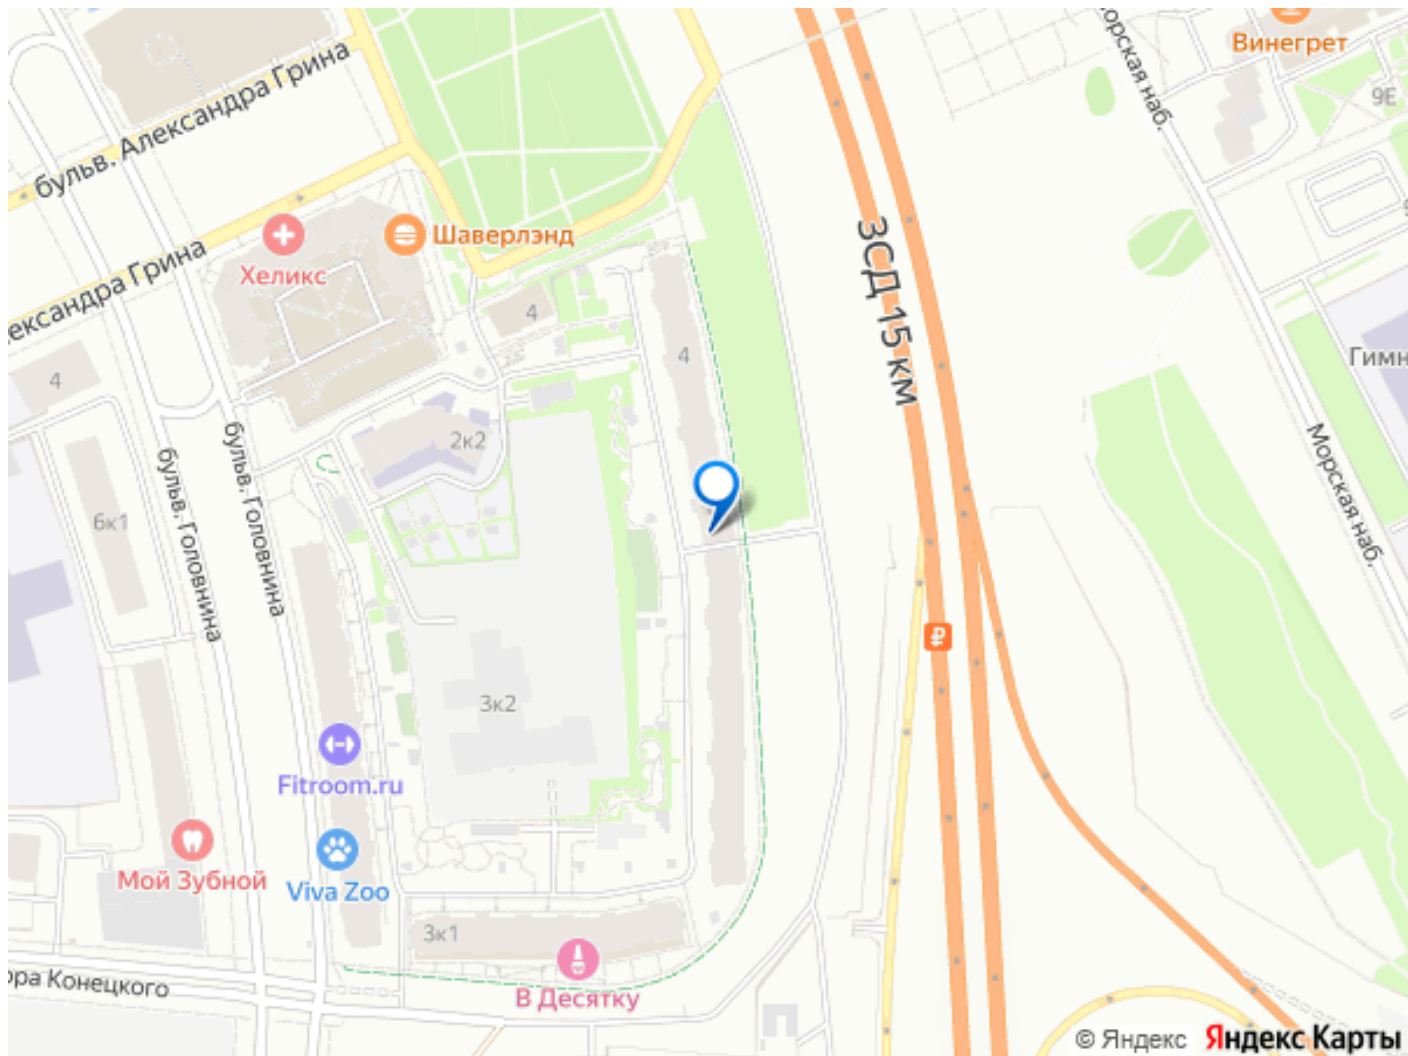 орская наб.
Винегрет
9Е
бульв. Александра Грина
Шаверлэнд
Хеликс
ександра Грина
ЗСД 15 км
4
4
4
Гимн
2к2
бульв. Головнина
бульв. Головнина
Морская наб.
6к1
₽
3к2
Fitroom.ru
Мой Зубной
Viva Zoo
3к1
ора Конецкого
В Десятку
© Яндекс Яндекс Карты